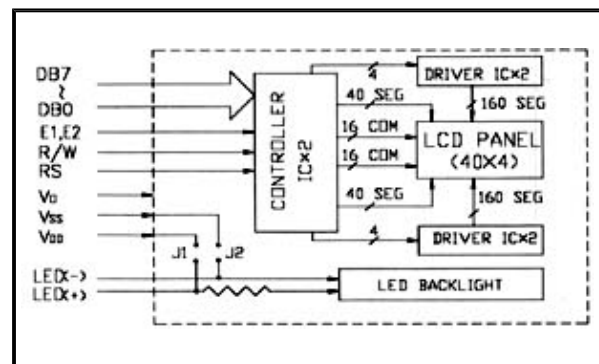 DB7
~
DB0
E1,E2
R/W
RS
Vo
Vss
VDD
LED(-)
LED(+)
J1
J2
CONTROLLER
IC×2
4
40 SEG
16 COM
16 COM
40 SEG
4
DRIVER IC×2
160 SEG
LCD PANEL
(40X4)
160 SEG
DRIVER IC×2
LED BACKLIGHT